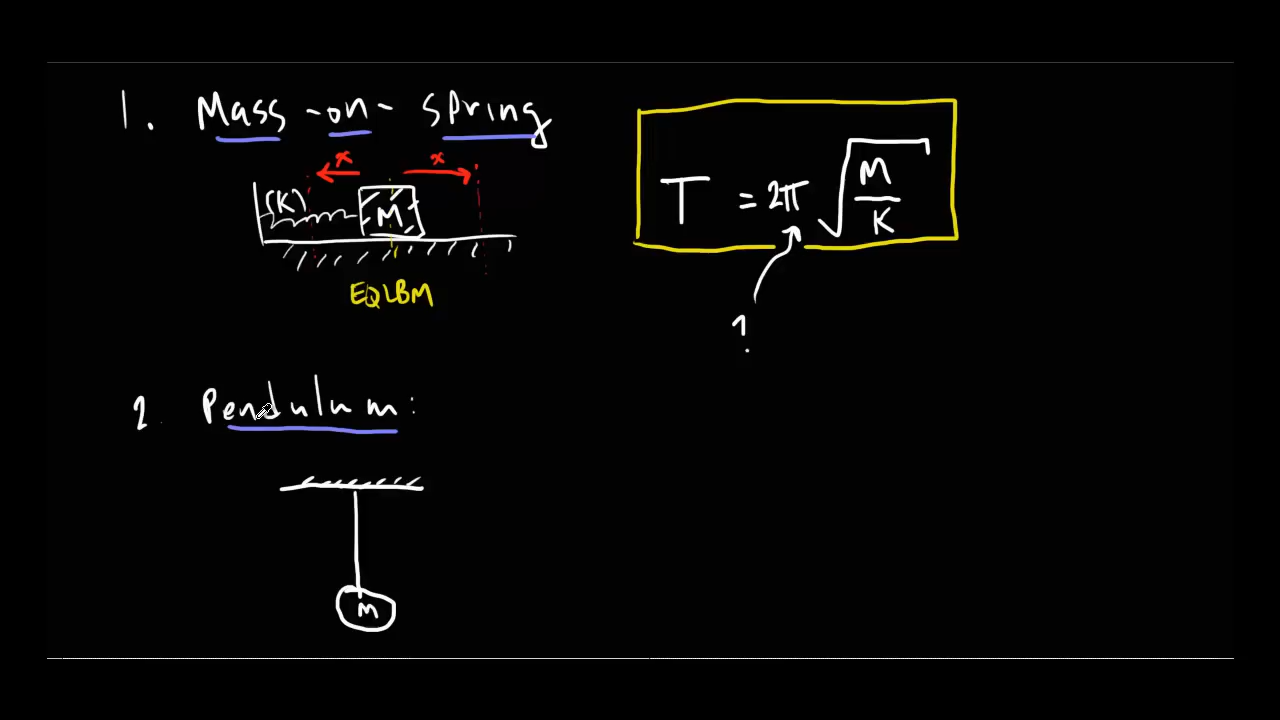 1. Mass -on- spring
x x
(K)
M
EQLBM
T = 2π √(M/K)
?
2. Pendulum:
M